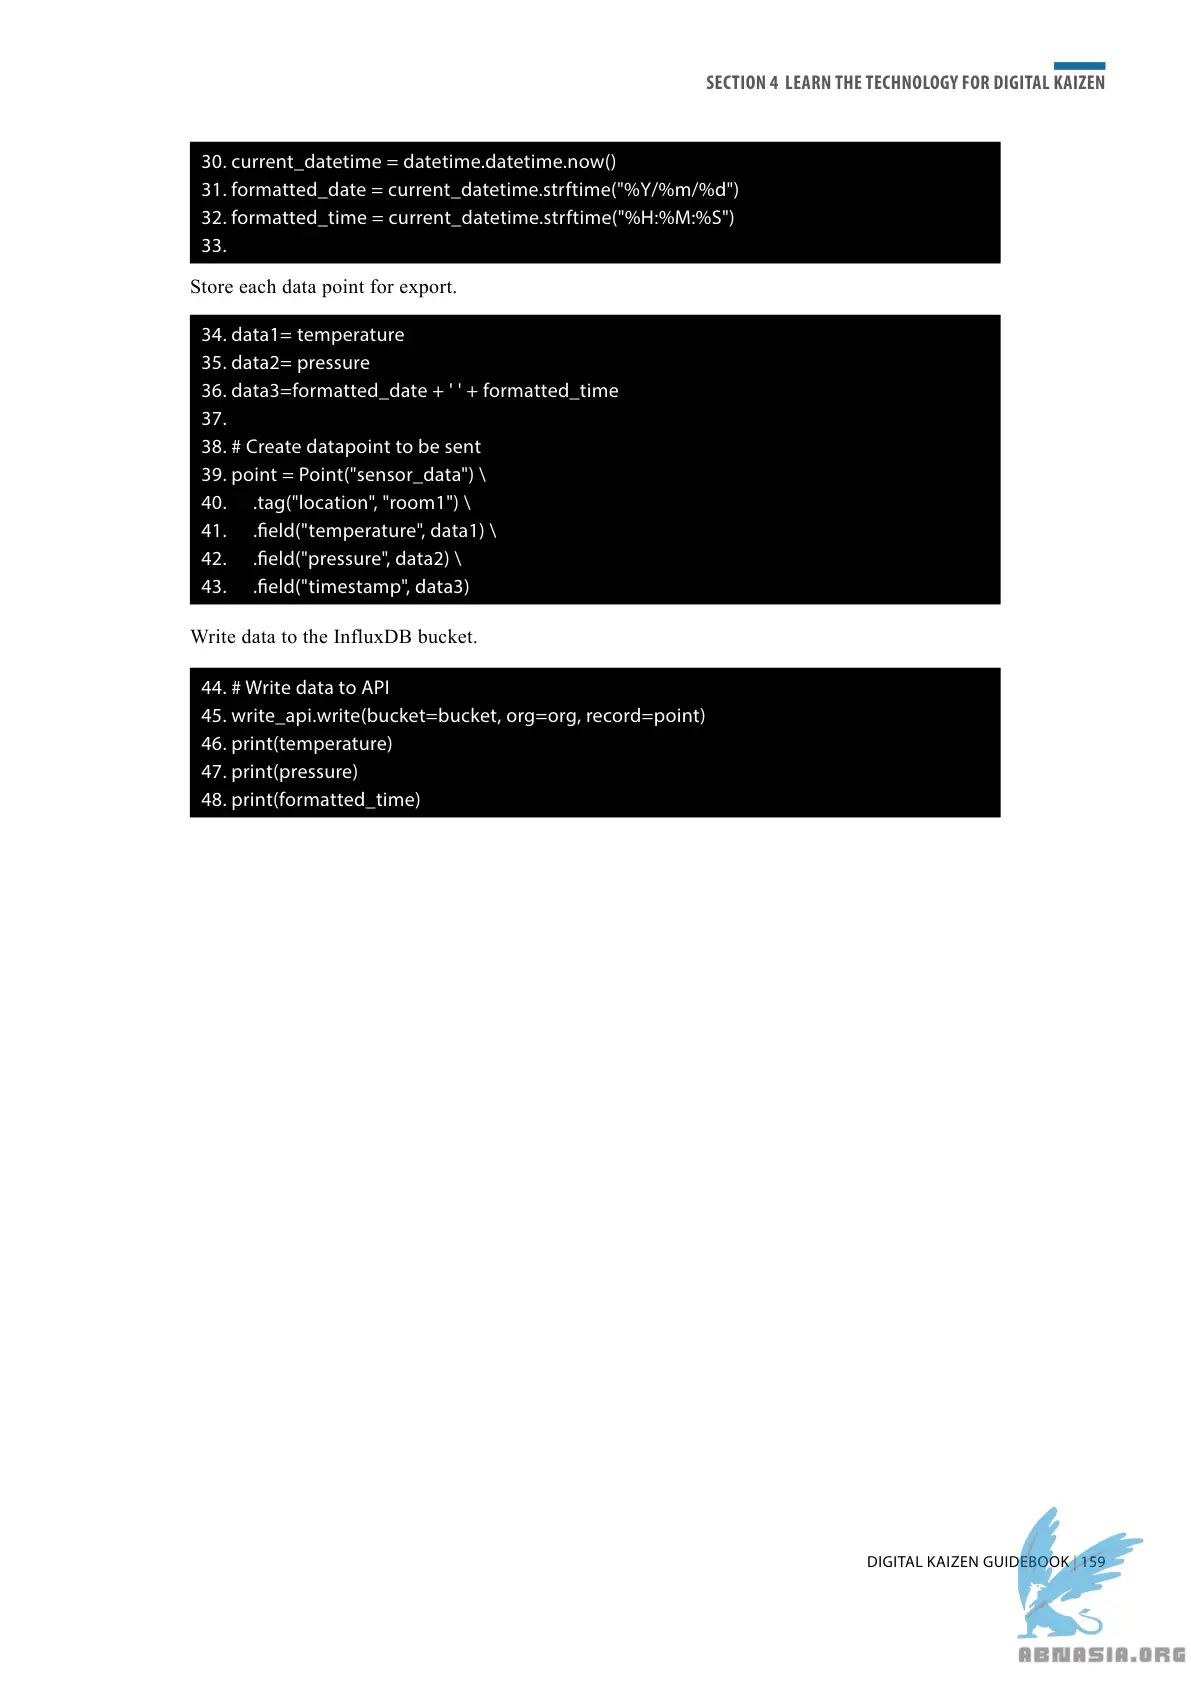 SECTION 4 LEARN THE TECHNOLOGY FOR DIGITAL KAIZEN
30. current_datetime = datetime.datetime.now()
31. formatted_date = current_datetime.strftime("%Y/%m/%d")
32. formatted_time = current_datetime.strftime("%H:%M:%S")
33.
Store each data point for export.
34. data1= temperature
35. data2= pressure
36. data3=formatted_date + ' ' + formatted_time
37.
38. # Create datapoint to be sent
39. point = Point("sensor_data") \
40.     .tag("location", "room1") \
41.     .field("temperature", data1) \
42.     .field("pressure", data2) \
43.     .field("timestamp", data3)
Write data to the InfluxDB bucket.
44. # Write data to API
45. write_api.write(bucket=bucket, org=org, record=point)
46. print(temperature)
47. print(pressure)
48. print(formatted_time)
DIGITAL KAIZEN GUIDEBOOK | 159
ABNASIA.ORG